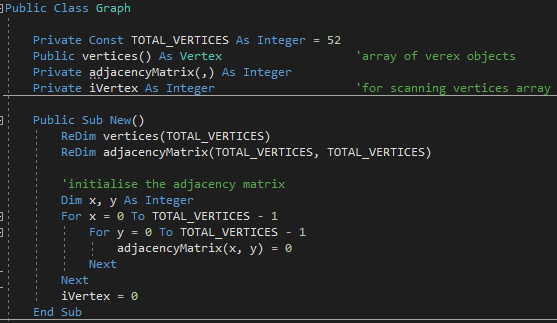 Public Class Graph
Private Const TOTAL_VERTICES As Integer = 52
Public vertices() As Vertex 'array of verex objects
Private adjacencyMatrix(,) As Integer
Private iVertex As Integer 'for scanning vertices array
Public Sub New()
ReDim vertices(TOTAL_VERTICES)
ReDim adjacencyMatrix(TOTAL_VERTICES, TOTAL_VERTICES)
'initialise the adjacency matrix
Dim x, y As Integer
For x = 0 To TOTAL_VERTICES - 1
For y = 0 To TOTAL_VERTICES - 1
adjacencyMatrix(x, y) = 0
Next
Next
iVertex = 0
End Sub